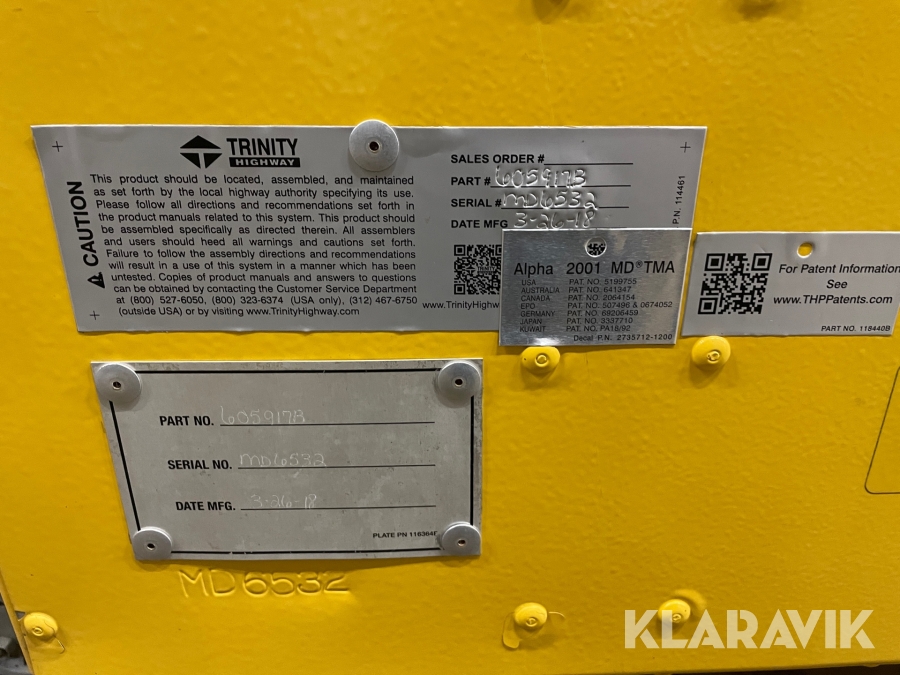 TRINITY
HIGHWAY
CAUTION
This product should be located, assembled, and maintained
as set forth by the local highway authority specifying its use.
Please follow all directions and recommendations set forth in
the product manuals related to this system. This product should
be assembled specifically as directed therein. All assemblers
and users should heed all warnings and cautions set forth.
Failure to follow the assembly directions and recommendations
will result in a use of this system in a manner which has been
untested. Copies of product manuals and answers to questions
can be obtained by contacting the Customer Service Department
at (800) 527-6050, (800) 323-6374 (USA only), (312) 467-6750
(outside USA) or by visiting www.TrinityHighway.com.
SALES ORDER #
PART # 605917B
SERIAL # MD6532
DATE MFG 3-26-18
P.N. 114461
www.TrinityHighw
Alpha 2001 MD® TMA
USA PAT. NO. 5199755
AUSTRALIA PAT. NO. 641347
CANADA PAT. NO. 2064154
EPO PAT. NO. 507496 & 0674052
GERMANY PAT. NO. 69206459
JAPAN PAT. NO. 3337710
KUWAIT PAT. NO. PA18/92
Decal P.N. 2735712-1200
For Patent Information
See
www.THPPatents.com
PART NO. 118440B
PART NO. 605917B
SERIAL NO. MD6532
DATE MFG. 3-26-18
PLATE PN 116364E
MD6532
KLARAVIK